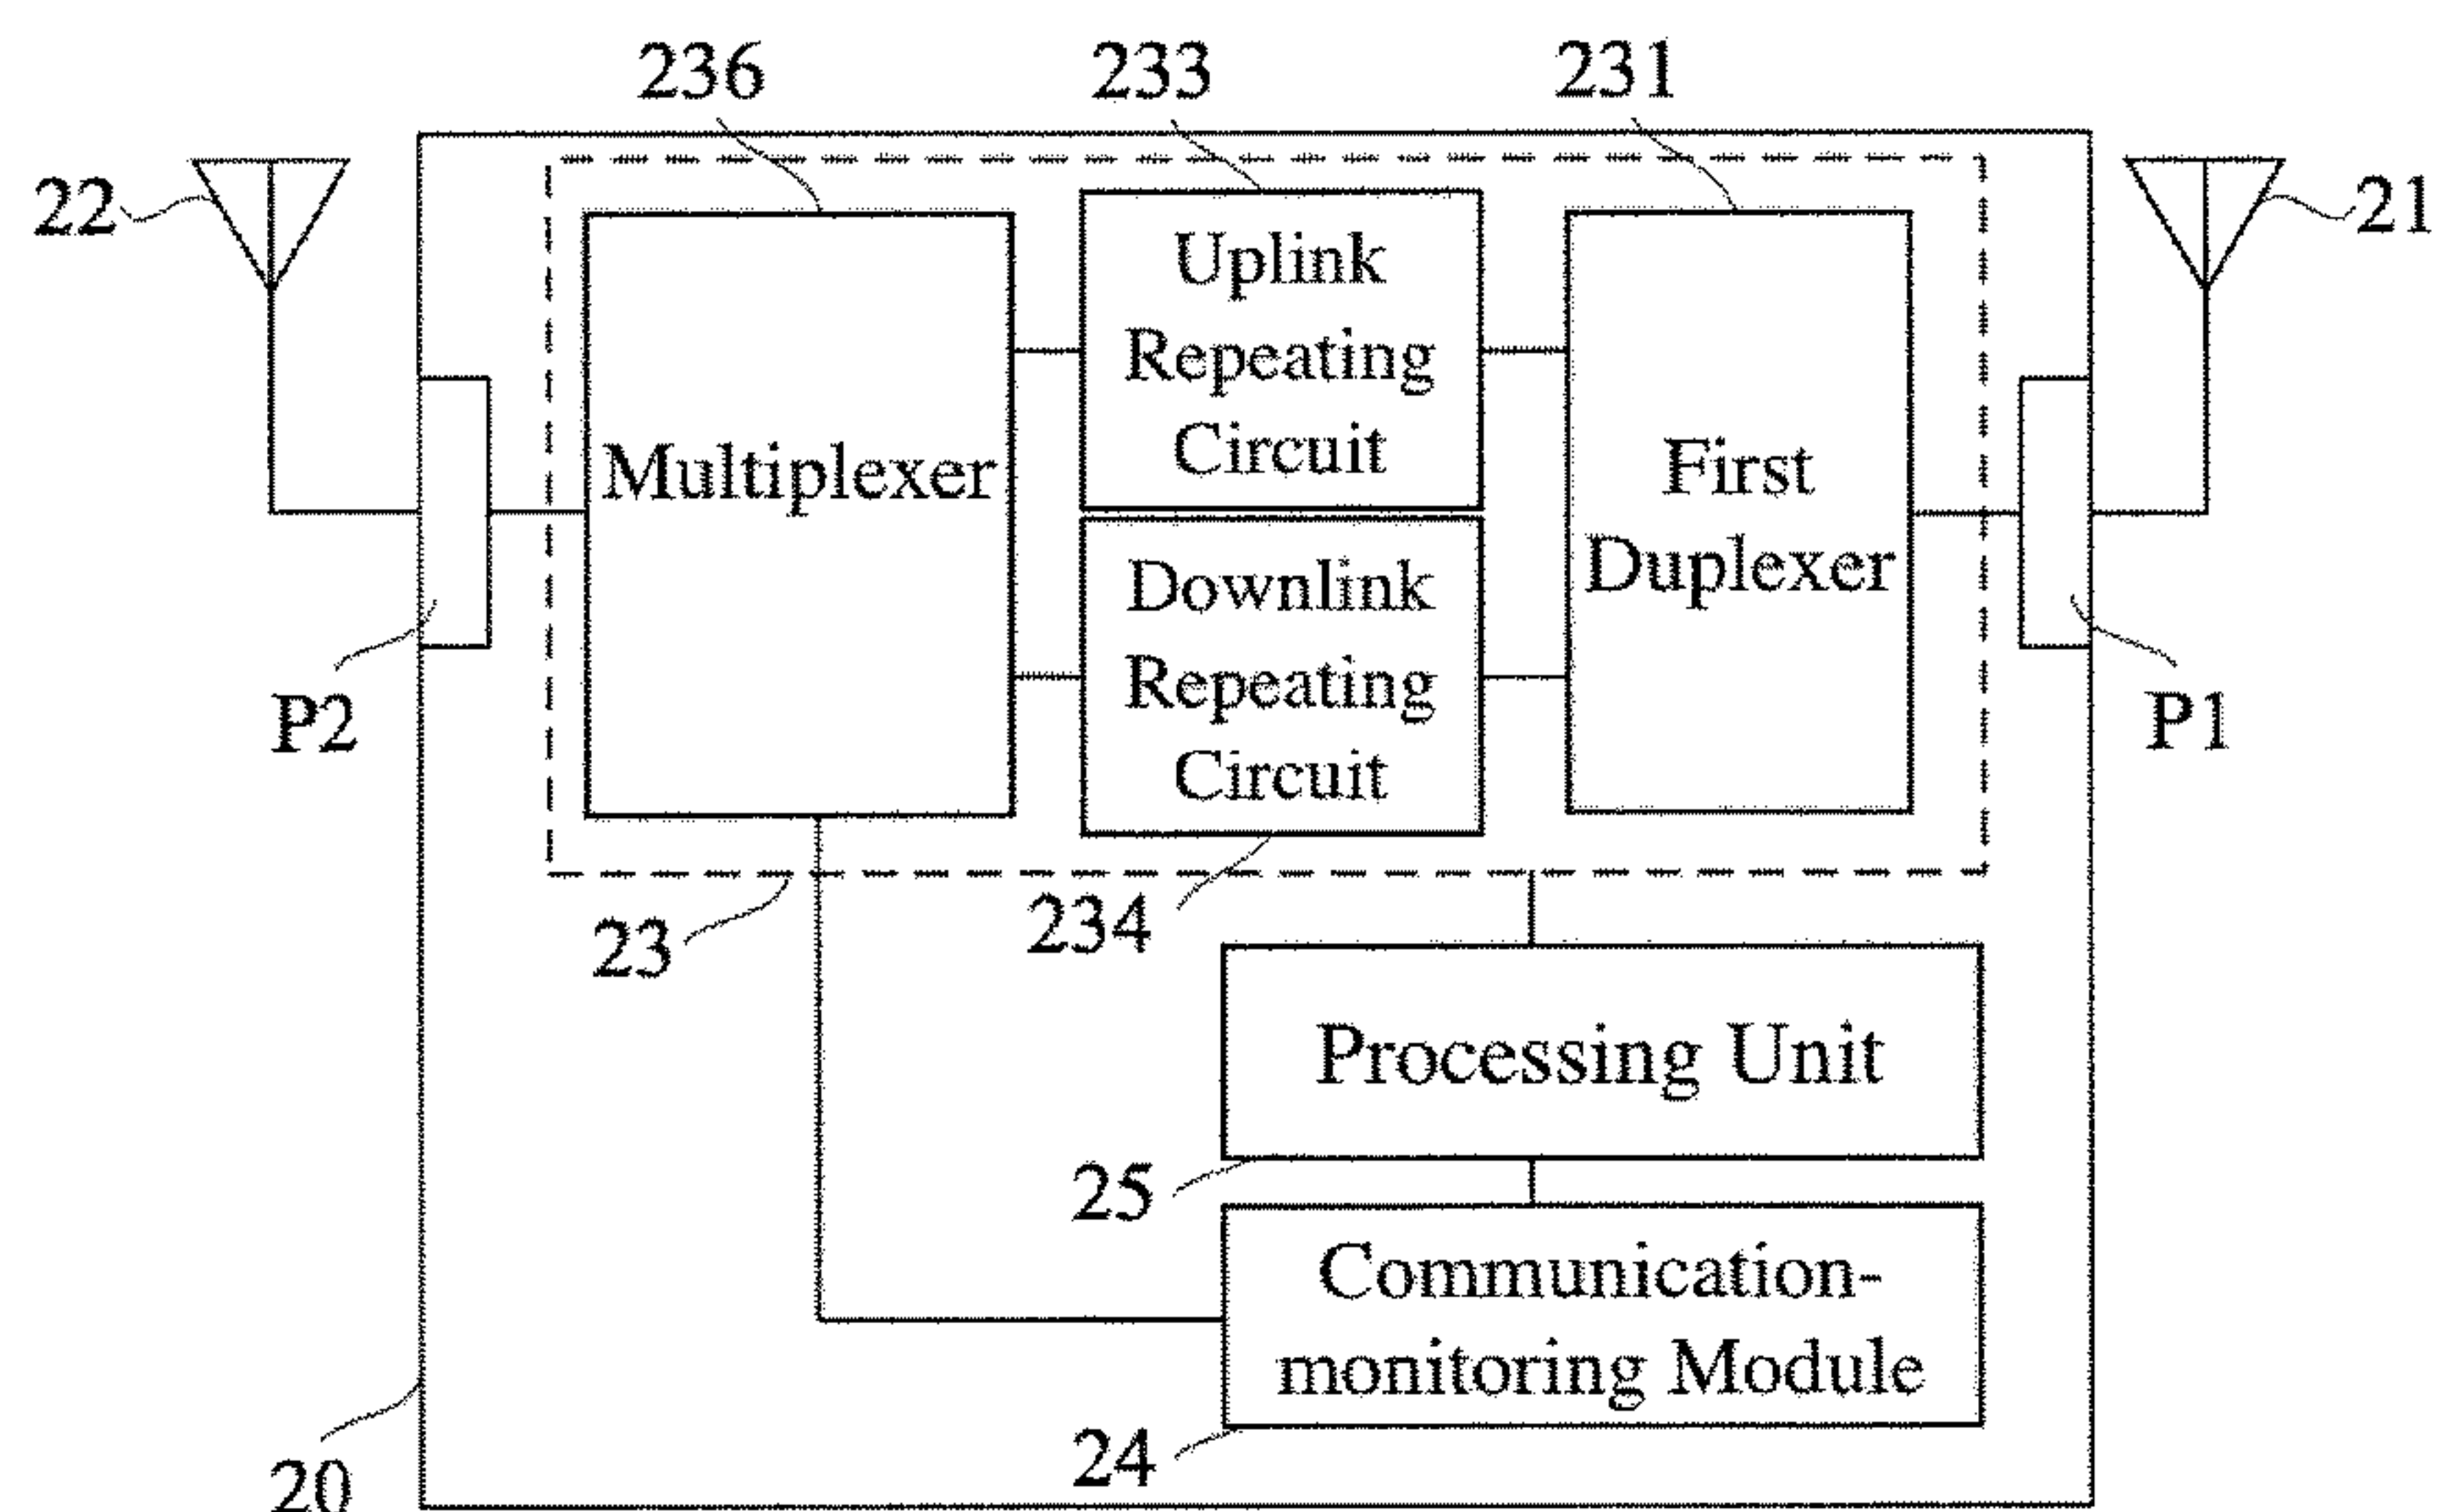 236
233
231
22
21
Uplink
Repeating
Circuit
Multiplexer
First
Duplexer
Downlink
Repeating
Circuit
P2
P1
23
234
Processing Unit
25
Communication-
monitoring Module
24
20